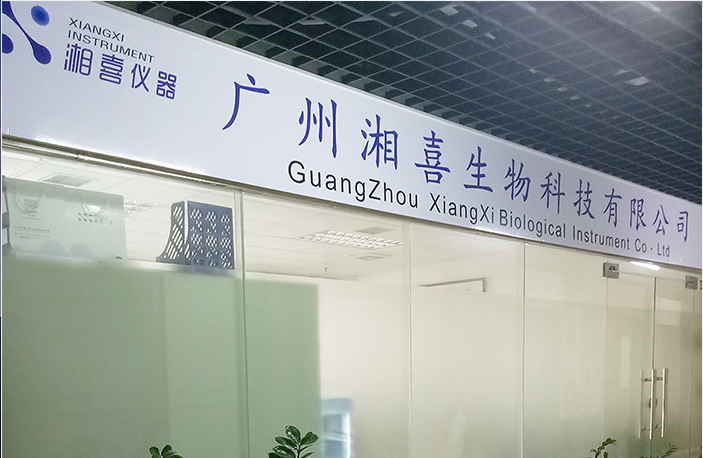 XIANGXI
INSTRUMENT
湘喜仪器
广州湘喜生物科技有限公司
GuangZhou XiangXi Biological Instrument Co·Ltd